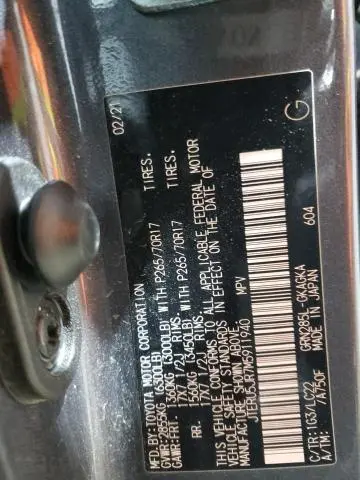 MFD.BY:TOYOTA MOTOR CORPORATION 02/21
GVWR:2855KG (6300LB)
GAWR:FRT. 1360KG (3000LB) WITH P265/70R17 TIRES.
17X7 1/2J RIMS.
RR. 1560KG (3450LB) WITH P265/70R17 TIRES.
17X7 1/2J RIMS.
THIS VEHICLE CONFORMS TO ALL APPLICABLE FEDERAL MOTOR
VEHICLE SAFETY STANDARDS IN EFFECT ON THE DATE OF
MANUFACTURE SHOWN ABOVE.
MPV
G
C/TR:1G3/LC22 GRN285L-GKAGKA
A/TM: /A750F MADE IN JAPAN 604